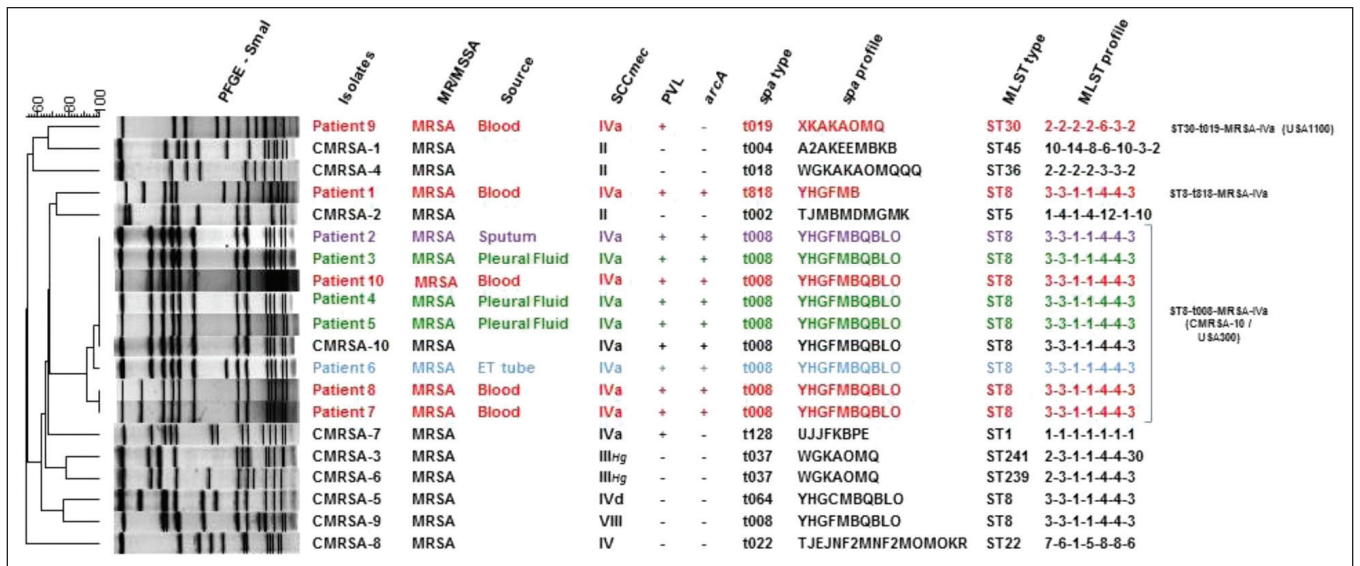 PFGE - SmaI Isolates MR/MSSA Source SCCmec PVL arcA spa type spa profile MLST type MLST profile
60 80 100
Patient 9 MRSA Blood IVa + - t019 XKAKAOMQ ST30 2-2-2-2-6-3-2 ST30-t019-MRSA-IVa (USA1100)
CMRSA-1 MRSA II - - t004 A2AKEEMBKB ST45 10-14-8-6-10-3-2
CMRSA-4 MRSA II - - t018 WGKAKAOMQQQ ST36 2-2-2-2-3-3-2
Patient 1 MRSA Blood IVa + + t818 YHGFMB ST8 3-3-1-1-4-4-3 ST8-t818-MRSA-IVa
CMRSA-2 MRSA II - - t002 TJMBMDMGMK ST5 1-4-1-4-12-1-10
Patient 2 MRSA Sputum IVa + + t008 YHGFMBQBLO ST8 3-3-1-1-4-4-3
Patient 3 MRSA Pleural Fluid IVa + + t008 YHGFMBQBLO ST8 3-3-1-1-4-4-3
Patient 10 MRSA Blood IVa + + t008 YHGFMBQBLO ST8 3-3-1-1-4-4-3
Patient 4 MRSA Pleural Fluid IVa + + t008 YHGFMBQBLO ST8 3-3-1-1-4-4-3
ST8-t008-MRSA-IVa
Patient 5 MRSA Pleural Fluid IVa + + t008 YHGFMBQBLO ST8 3-3-1-1-4-4-3
(CMRSA-10 /
USA300)
CMRSA-10 MRSA IVa + + t008 YHGFMBQBLO ST8 3-3-1-1-4-4-3
Patient 6 MRSA ET tube IVa + + t008 YHGFMBQBLO ST8 3-3-1-1-4-4-3
Patient 8 MRSA Blood IVa + + t008 YHGFMBQBLO ST8 3-3-1-1-4-4-3
Patient 7 MRSA Blood IVa + + t008 YHGFMBQBLO ST8 3-3-1-1-4-4-3
CMRSA-7 MRSA IVa + - t128 UJJFKBPE ST1 1-1-1-1-1-1-1
CMRSA-3 MRSA IIIHg - - t037 WGKAOMQ ST241 2-3-1-1-4-4-30
CMRSA-6 MRSA IIIHg - - t037 WGKAOMQ ST239 2-3-1-1-4-4-3
CMRSA-5 MRSA IVd - - t064 YHGCMBQBLO ST8 3-3-1-1-4-4-3
CMRSA-9 MRSA VIII - - t008 YHGFMBQBLO ST8 3-3-1-1-4-4-3
CMRSA-8 MRSA IV - - t022 TJEJNF2MNF2MOMOKR ST22 7-6-1-5-8-8-6